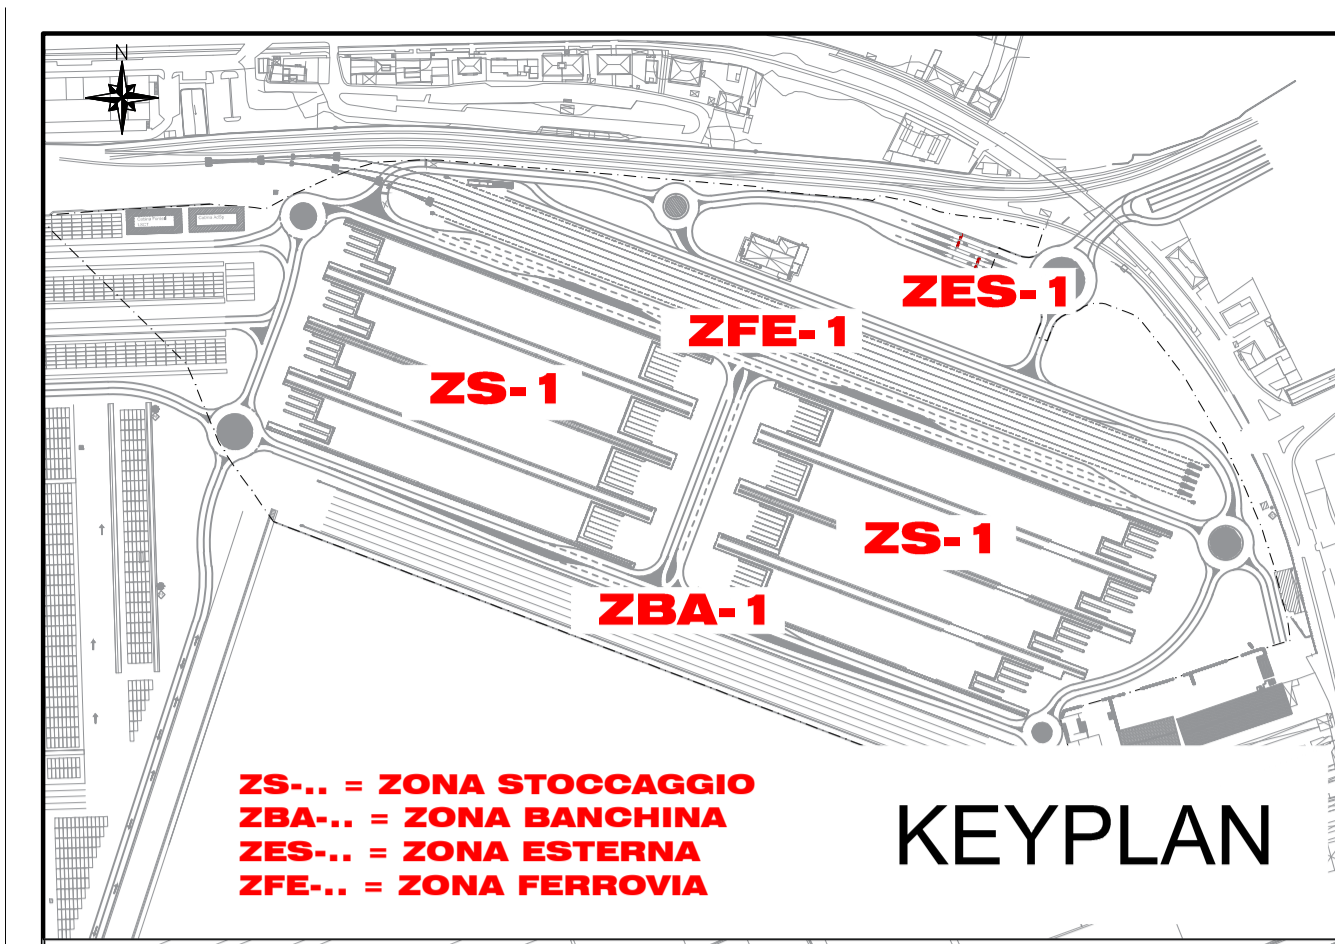 N
ZES-1
ZFE-1
ZS-1
ZS-1
ZBA-1
ZS-.. = ZONA STOCCAGGIO
ZBA-.. = ZONA BANCHINA
ZES-.. = ZONA ESTERNA
ZFE-.. = ZONA FERROVIA
KEYPLAN